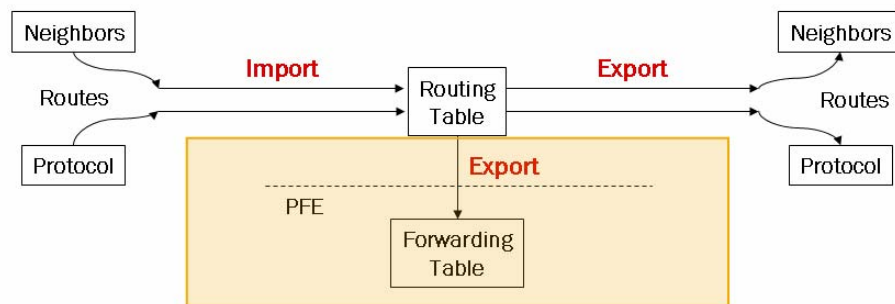 Neighbors
Neighbors
Import
Export
Routing
Table
Routes
Routes
Protocol
Protocol
Export
PFE
Forwarding
Table